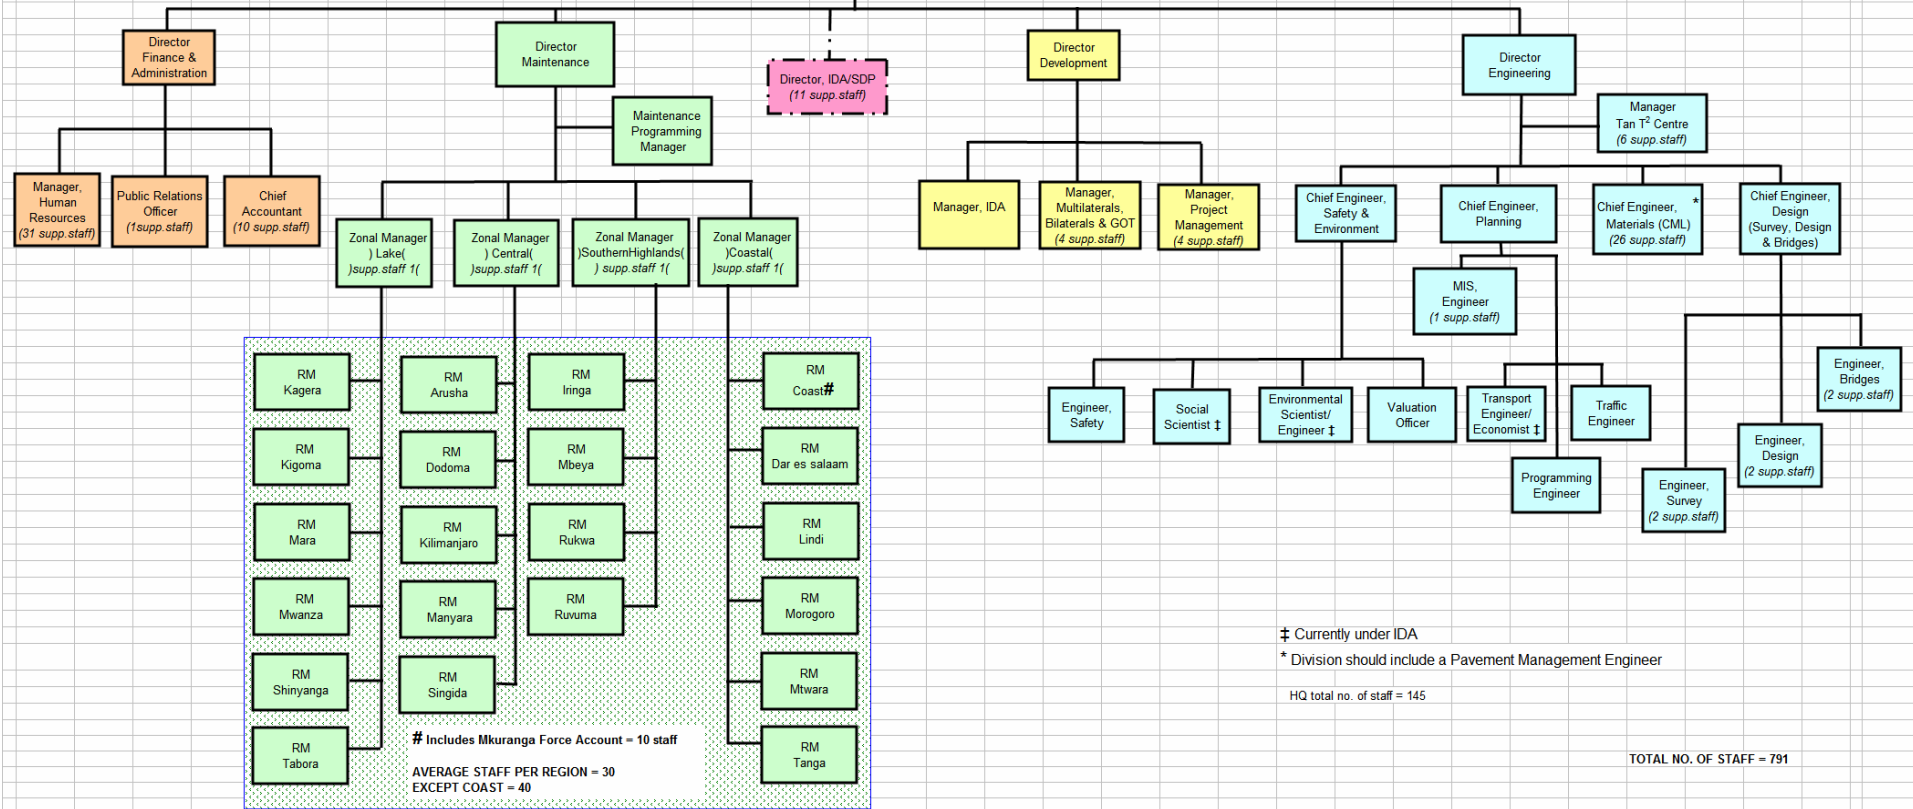 Director
Finance &
Administration
Director
Maintenance
Director, IDA/SDP
(11 supp.staff)
Director
Development
Director
Engineering
Maintenance
Programming
Manager
Manager
Tan T² Centre
(6 supp.staff)
Manager,
Human
Resources
(31 supp.staff)
Public Relations
Officer
(1supp.staff)
Chief
Accountant
(10 supp.staff)
Zonal Manager
) Lake(
)supp.staff 1(
Zonal Manager
) Central(
)supp.staff 1(
Zonal Manager
)SouthernHighlands(
) supp.staff 1(
Zonal Manager
)Coastal(
)supp.staff 1(
Manager, IDA
Manager,
Multilaterals,
Bilaterals & GOT
(4 supp.staff)
Manager,
Project
Management
(4 supp.staff)
Chief Engineer,
Safety &
Environment
Chief Engineer,
Planning
Chief Engineer, *
Materials (CML)
(26 supp.staff)
Chief Engineer,
Design
(Survey, Design
& Bridges)
MIS,
Engineer
(1 supp.staff)
RM
Kagera
RM
Kigoma
RM
Mara
RM
Mwanza
RM
Shinyanga
RM
Tabora
RM
Arusha
RM
Dodoma
RM
Kilimanjaro
RM
Manyara
RM
Singida
RM
Iringa
RM
Mbeya
RM
Rukwa
RM
Ruvuma
RM
Coast#
RM
Dar es salaam
RM
Lindi
RM
Morogoro
RM
Mtwara
RM
Tanga
# Includes Mkuranga Force Account = 10 staff
AVERAGE STAFF PER REGION = 30
EXCEPT COAST = 40
Engineer,
Safety
Social
Scientist ‡
Environmental
Scientist/
Engineer ‡
Valuation
Officer
Transport
Engineer/
Economist ‡
Traffic
Engineer
Programming
Engineer
Engineer,
Bridges
(2 supp.staff)
Engineer,
Design
(2 supp.staff)
Engineer,
Survey
(2 supp.staff)
‡ Currently under IDA
* Division should include a Pavement Management Engineer
HQ total no. of staff = 145
TOTAL NO. OF STAFF = 791